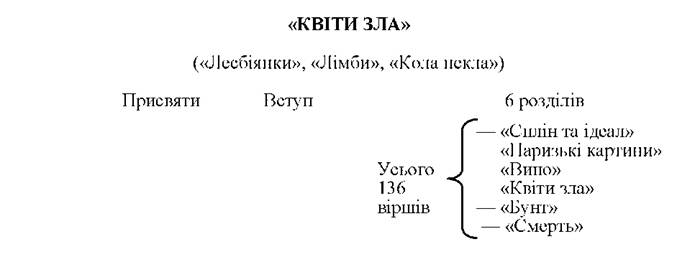 «КВІТИ ЗЛА»
(«Лесбіянки», «Лімби», «Кола пекла»)
Присвяти Вступ 6 розділів
— «Сплін та ідеал»
«Паризькі картини»
Усього «Вино»
136 «Квіти зла»
віршів — «Бунт»
— «Смерть»